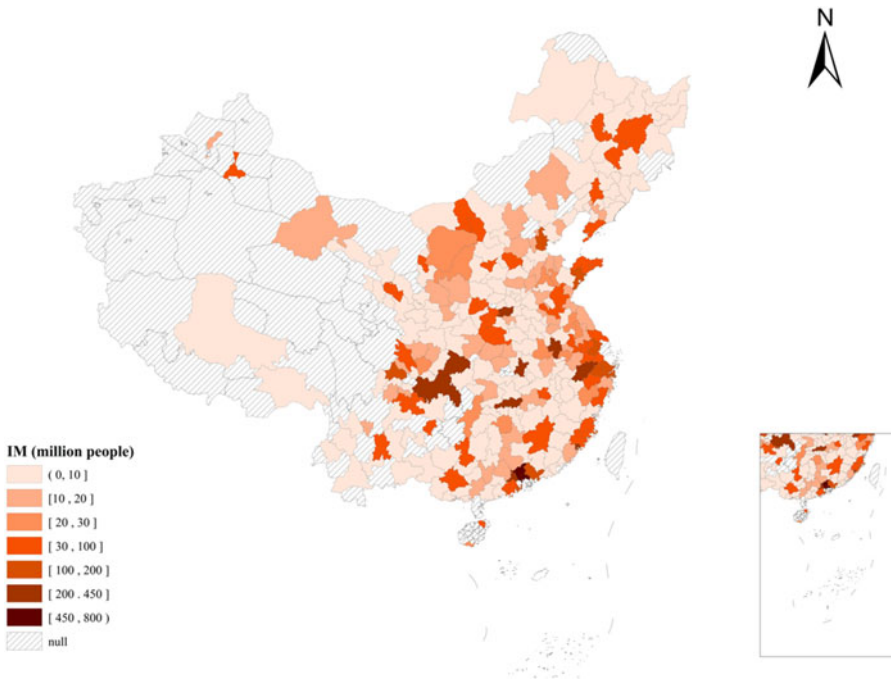 N
IM (million people)
( 0, 10 ]
[10 , 20 ]
[ 20 , 30 ]
[ 30 , 100 ]
[ 100 , 200 ]
[ 200 . 450 ]
[ 450 , 800 )
null